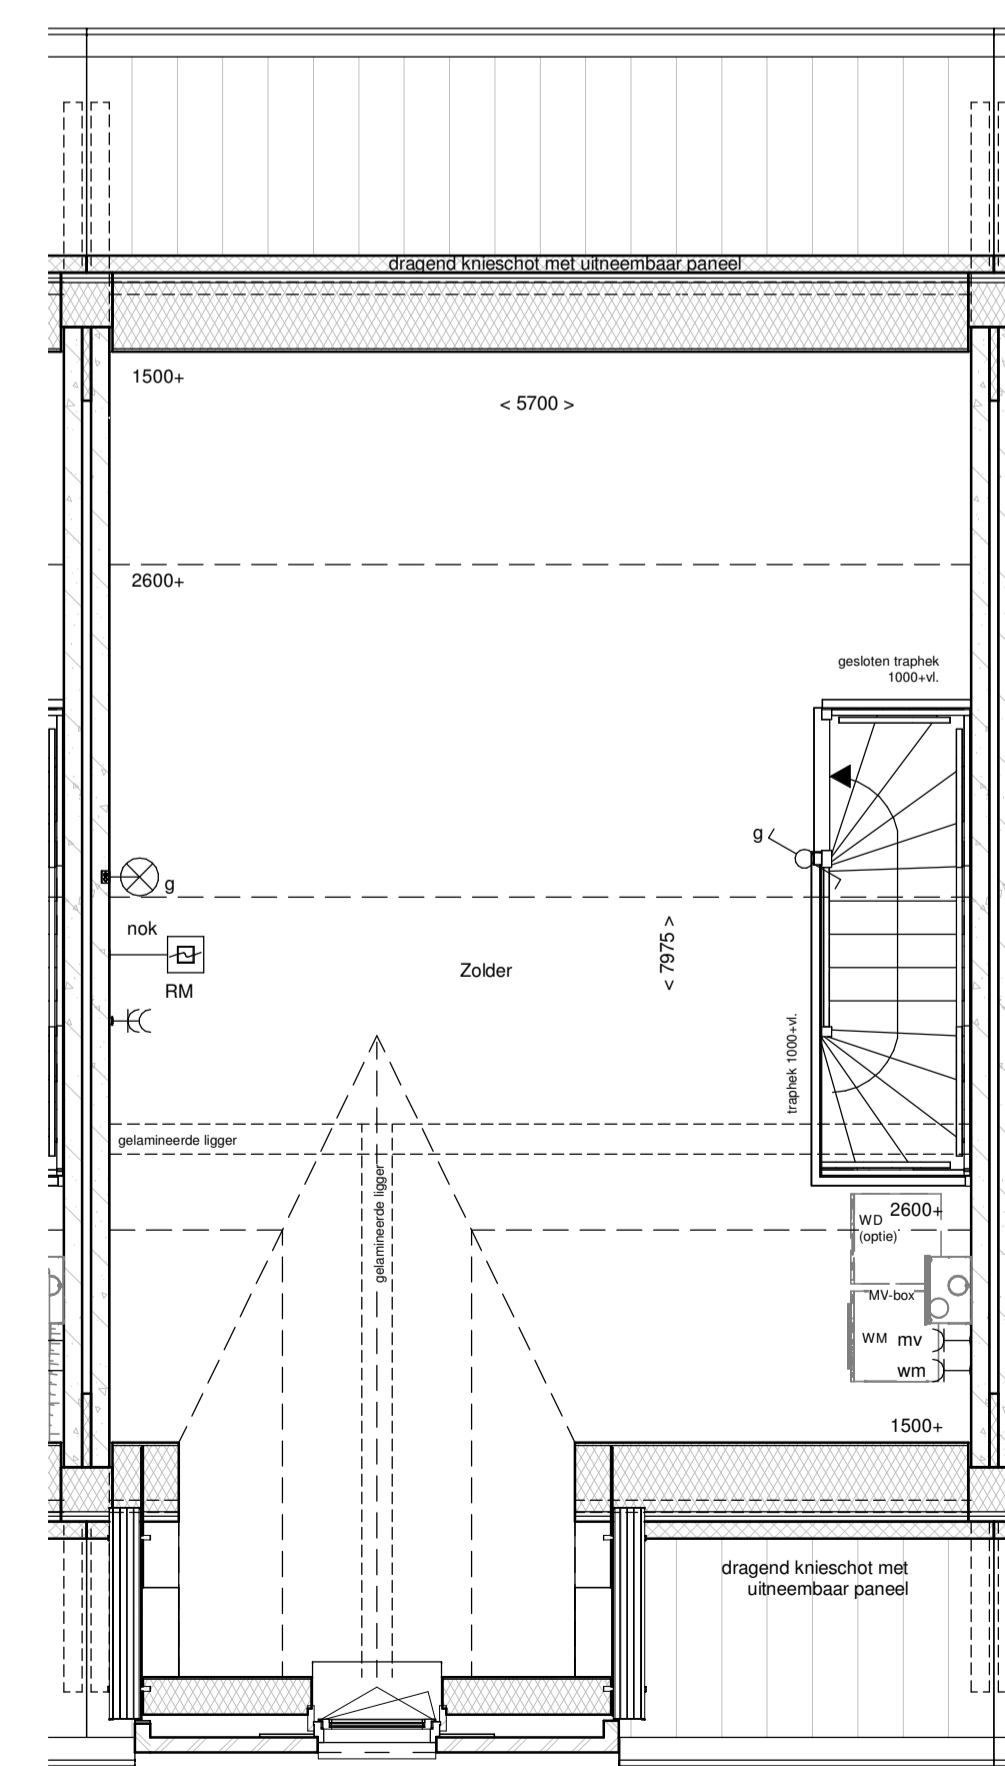 dragend knieschot met uitneembaar paneel
1500+
< 5700 >
2600+
gesloten traphek
1000+vl.
g
g
nok
RM
Zolder
< 7975 >
traphek 1000+vl.
gelamineerde ligger
gelamineerde ligger
2600+
WD
(optie)
MV-box
WM
mv
wm
1500+
dragend knieschot met
uitneembaar paneel